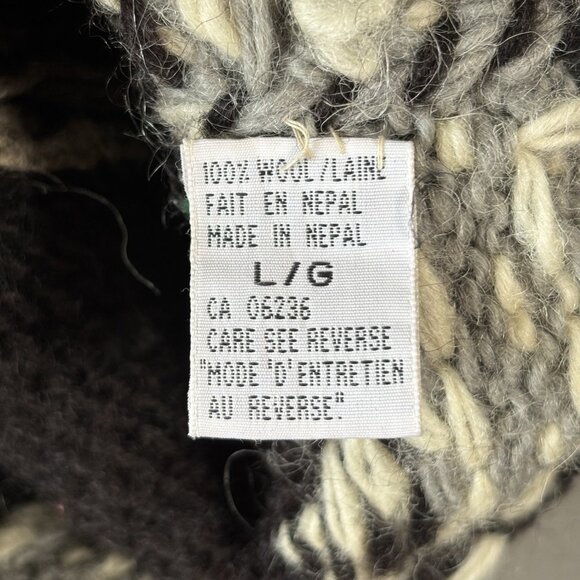 100% WOOL/LAINE
FAIT EN NEPAL
MADE IN NEPAL
L/G
CA 06236
CARE SEE REVERSE
"MODE 'D' ENTRETIEN
AU REVERSE."